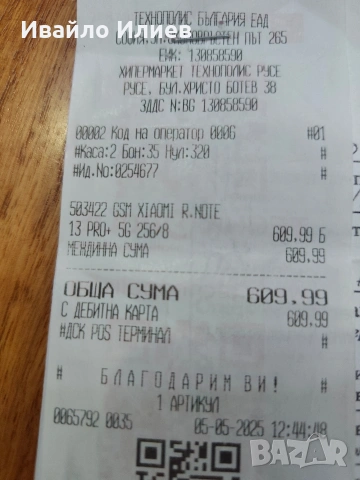 Ивайло Илиев
ТЕХНОПОЛИС БЪЛГАРИЯ ЕАД
ПЪТ 265
ЕИК: 130858590
ХИПЕРМАРКЕТ ТЕХНОПОЛИС РУСЕ
РУСЕ, БУЛ.ХРИСТО БОТЕВ 38
ЗДДС N:BG 130858590
00002 Код на оператор 0006 #01
#Каса:2 Бон:35 Нул:320 #
#Ид.No:0254677 #
503422 GSM XIAOMI R.NOTE
13 PRO+ 5G 256/8 609.99 Б
МЕЖДИННА СУМА 609.99
ОБЩА СУМА 609.99
С ДЕБИТНА КАРТА 609.99
#ДСК POS ТЕРМИНАЛ #
# БЛАГОДАРИМ ВИ! #
1 АРТИКУЛ
0065792 0035 05-05-2025 12:44:48
bazar